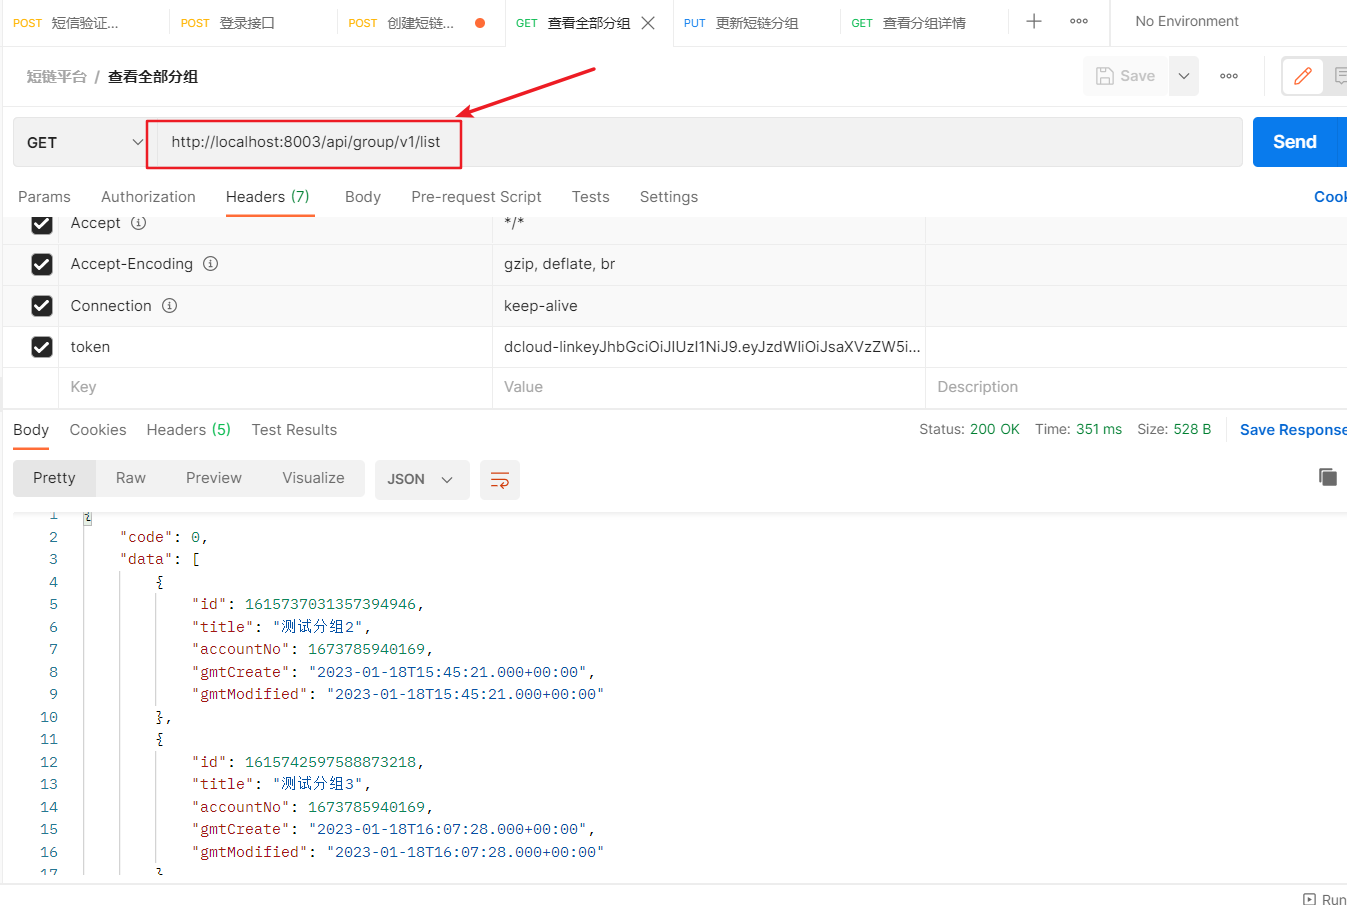 POST 短信验证... POST 登录接口 POST 创建短链... GET 查看全部分组 PUT 更新短链分组 GET 查看分组详情 No Environment
短链平台 / 查看全部分组 Save
GET http://localhost:8003/api/group/v1/list Send
Params Authorization Headers (7) Body Pre-request Script Tests Settings Cook
Accept */*
Accept-Encoding gzip, deflate, br
Connection keep-alive
token dcloud-linkeyJhbGciOiJIUzI1NiJ9.eyJzdWIiOiJsaXVzZW5i...
Key Value Description
Body Cookies Headers (5) Test Results Status: 200 OK Time: 351 ms Size: 528 B Save Response
Pretty Raw Preview Visualize JSON
1 {
2 "code": 0,
3 "data": [
4 {
5 "id": 1615737031357394946,
6 "title": "测试分组2",
7 "accountNo": 1673785940169,
8 "gmtCreate": "2023-01-18T15:45:21.000+00:00",
9 "gmtModified": "2023-01-18T15:45:21.000+00:00"
10 },
11 {
12 "id": 1615742597588873218,
13 "title": "测试分组3",
14 "accountNo": 1673785940169,
15 "gmtCreate": "2023-01-18T16:07:28.000+00:00",
16 "gmtModified": "2023-01-18T16:07:28.000+00:00"
17 }
Run